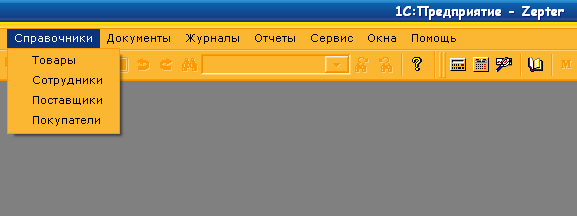 1С:Предприятие - Zepter
Справочники Документы Журналы Отчеты Сервис Окна Помощь
Товары
Сотрудники
Поставщики
Покупатели
M